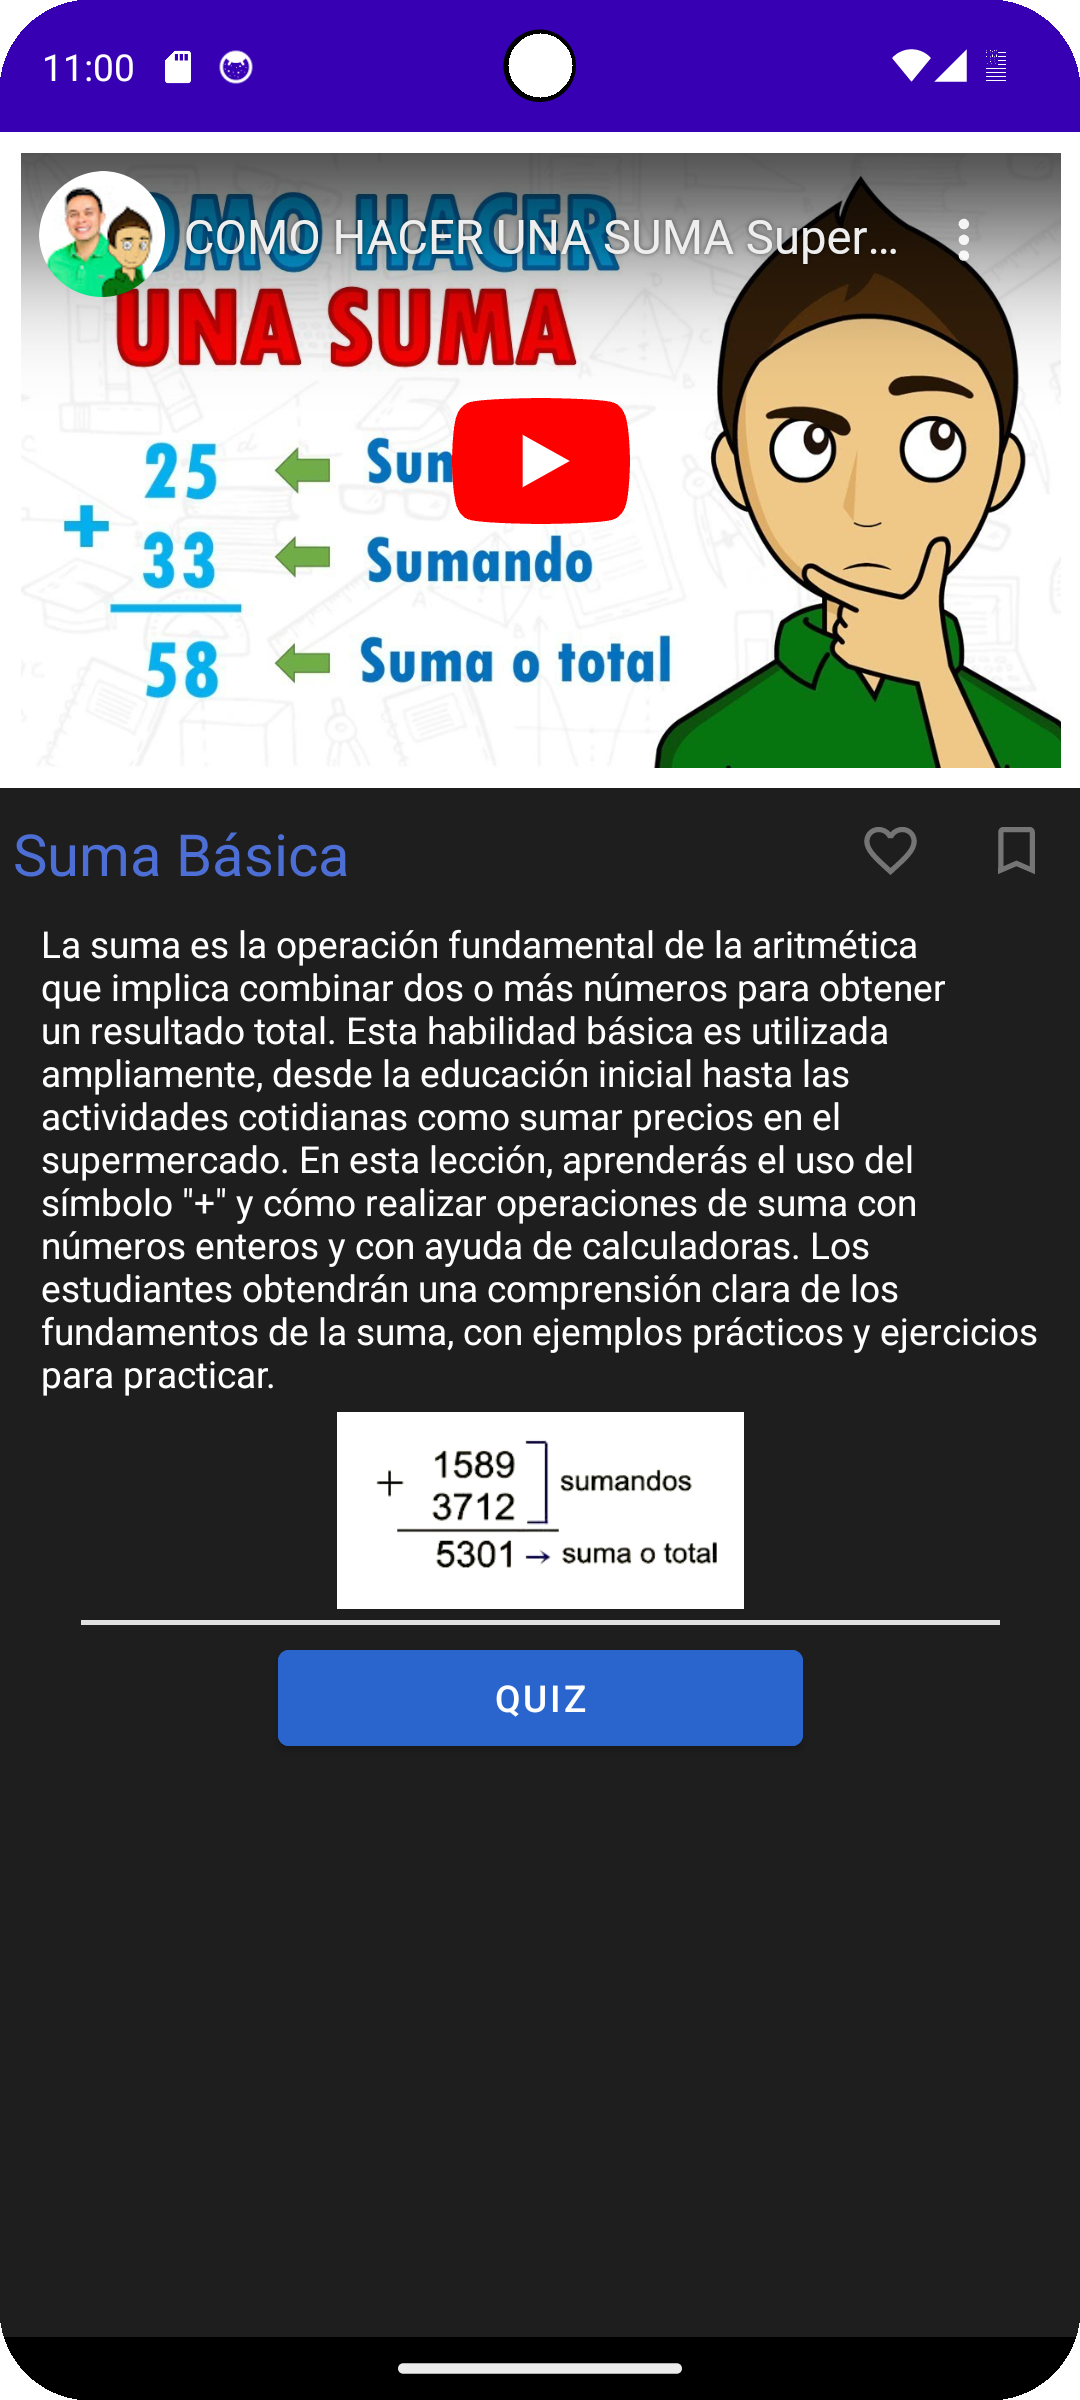 11:00
COMO HACER UNA SUMA Super...
COMO HACER
UNA SUMA
25
+
33
Sumando
58
Suma o total
Suma Básica
La suma es la operación fundamental de la aritmética
que implica combinar dos o más números para obtener
un resultado total. Esta habilidad básica es utilizada
ampliamente, desde la educación inicial hasta las
actividades cotidianas como sumar precios en el
supermercado. En esta lección, aprenderás el uso del
símbolo "+" y cómo realizar operaciones de suma con
números enteros y con ayuda de calculadoras. Los
estudiantes obtendrán una comprensión clara de los
fundamentos de la suma, con ejemplos prácticos y ejercicios
para practicar.
+ 1589
3712
sumandos
5301 → suma o total
QUIZ